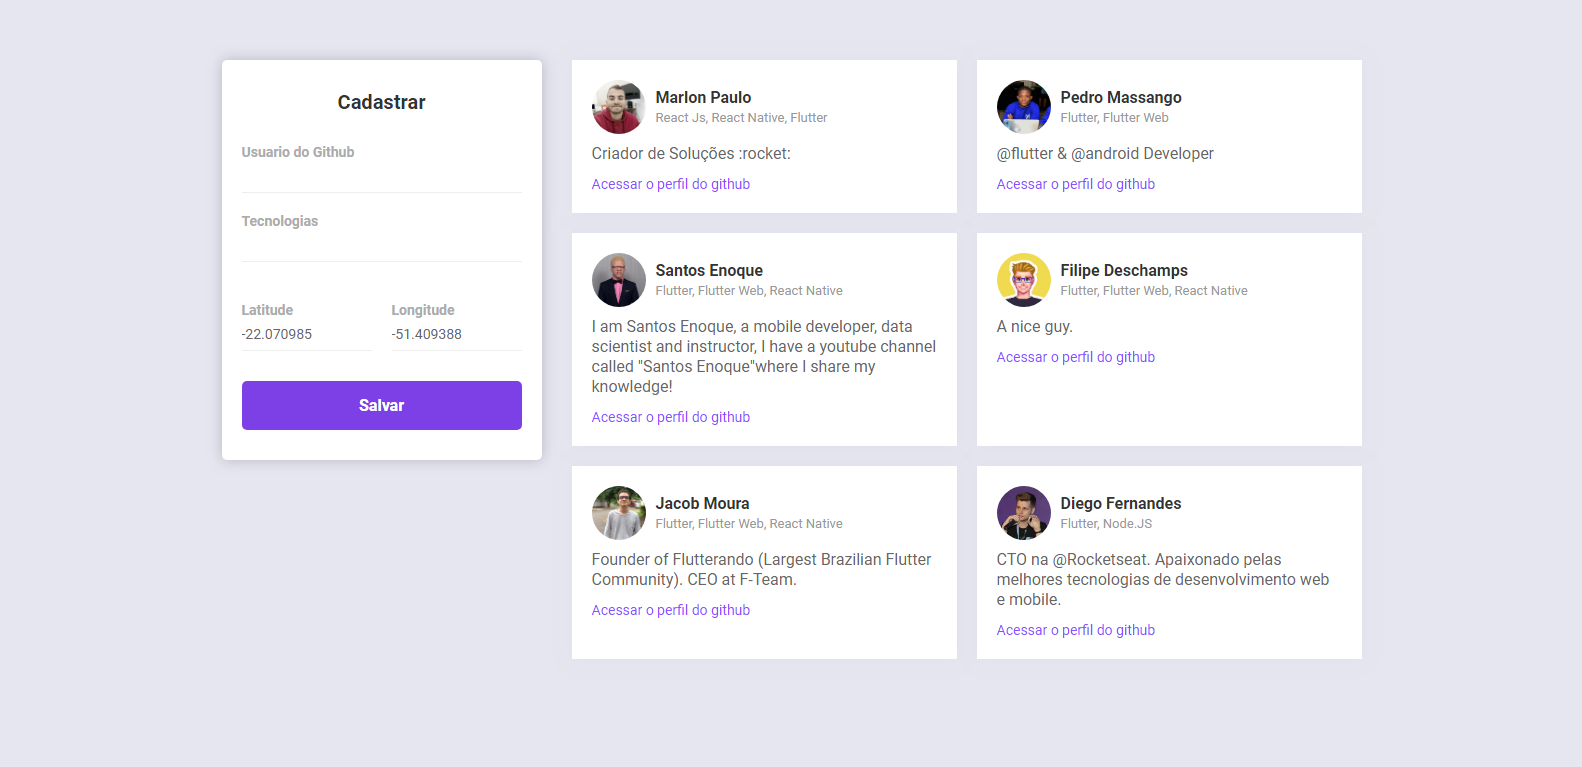 Cadastrar
Usuario do Github
Tecnologias
Latitude
Longitude
-22.070985
-51.409388
Salvar
Marlon Paulo
React Js, React Native, Flutter
Criador de Soluções :rocket:
Acessar o perfil do github
Pedro Massango
Flutter, Flutter Web
@flutter & @android Developer
Acessar o perfil do github
Santos Enoque
Flutter, Flutter Web, React Native
I am Santos Enoque, a mobile developer, data
scientist and instructor, I have a youtube channel
called "Santos Enoque"where I share my
knowledge!
Acessar o perfil do github
Filipe Deschamps
Flutter, Flutter Web, React Native
A nice guy.
Acessar o perfil do github
Jacob Moura
Flutter, Flutter Web, React Native
Founder of Flutterando (Largest Brazilian Flutter
Community). CEO at F-Team.
Acessar o perfil do github
Diego Fernandes
Flutter, Node.JS
CTO na @Rocketseat. Apaixonado pelas
melhores tecnologias de desenvolvimento web
e mobile.
Acessar o perfil do github